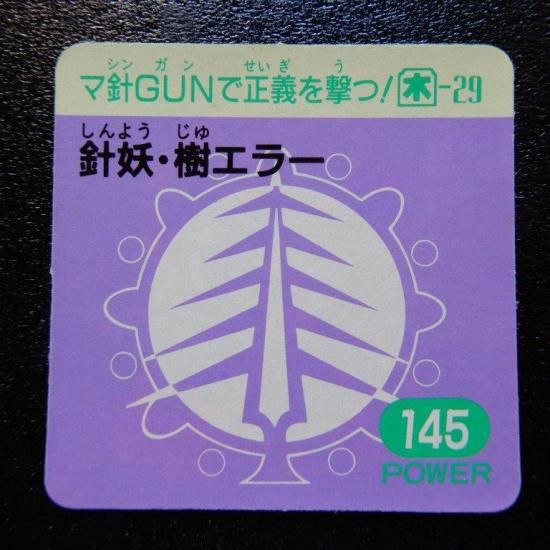 シンガン せいぎ う
マ針GUNで正義を撃つ! 木-29
しんよう じゅ
針妖・樹エラー
145
POWER